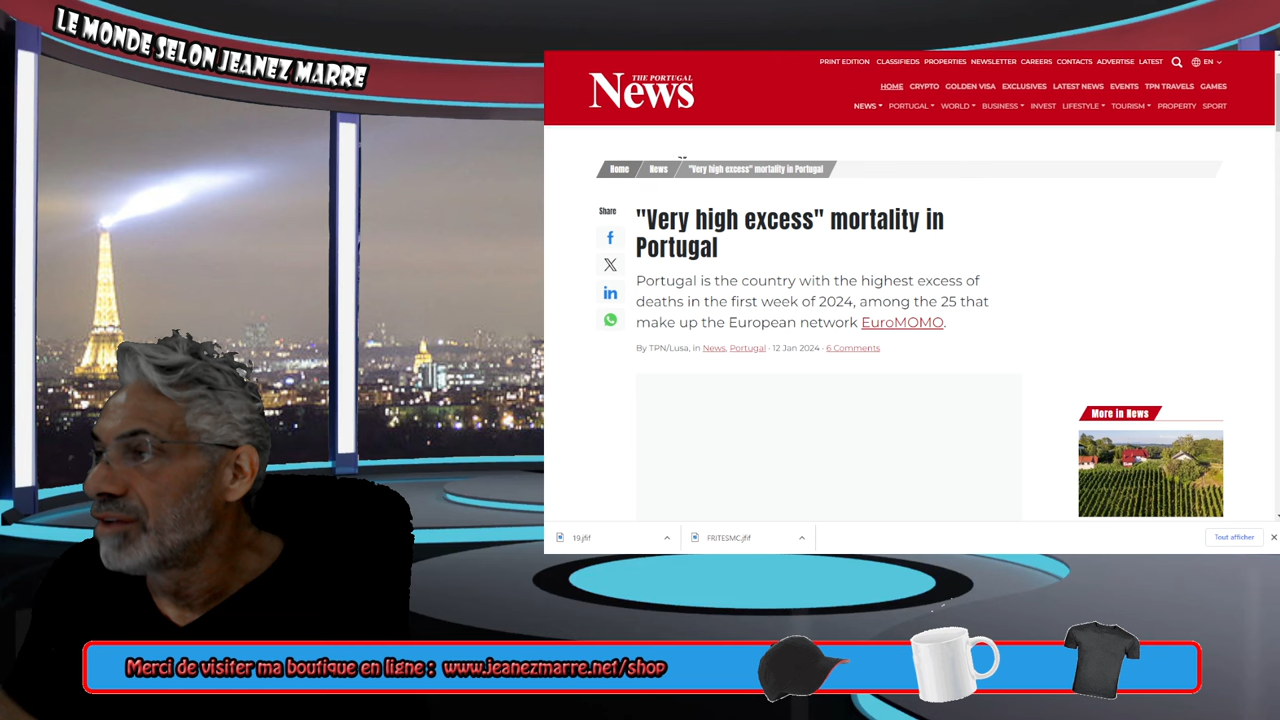 LE MONDE SELON JEANEZ MARRE
THE PORTUGAL
News
PRINT EDITION CLASSIFIEDS PROPERTIES NEWSLETTER CAREERS CONTACTS ADVERTISE LATEST EN
HOME CRYPTO GOLDEN VISA EXCLUSIVES LATEST NEWS EVENTS TPN TRAVELS GAMES
NEWS PORTUGAL WORLD BUSINESS INVEST LIFESTYLE TOURISM PROPERTY SPORT
Home News "Very high excess" mortality in Portugal
Share
"Very high excess" mortality in
Portugal
Portugal is the country with the highest excess of
deaths in the first week of 2024, among the 25 that
make up the European network EuroMOMO.
By TPN/Lusa, in News, Portugal · 12 Jan 2024 · 6 Comments
More in News
19.jfif FRITESMC.jfif Tout afficher
Merci de visiter ma boutique en ligne : www.jeanezmarre.net/shop